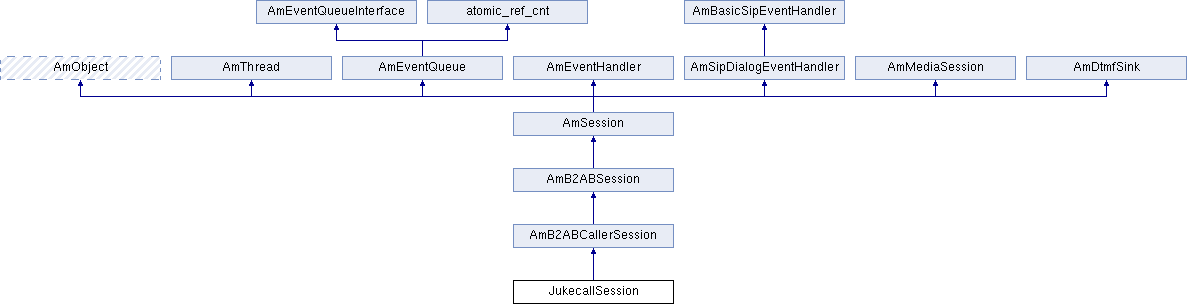 AmEventQueueInterface
atomic_ref_cnt
AmBasicSipEventHandler
AmObject
AmThread
AmEventQueue
AmEventHandler
AmSipDialogEventHandler
AmMediaSession
AmDtmfSink
AmSession
AmB2ABSession
AmB2ABCallerSession
JukecallSession